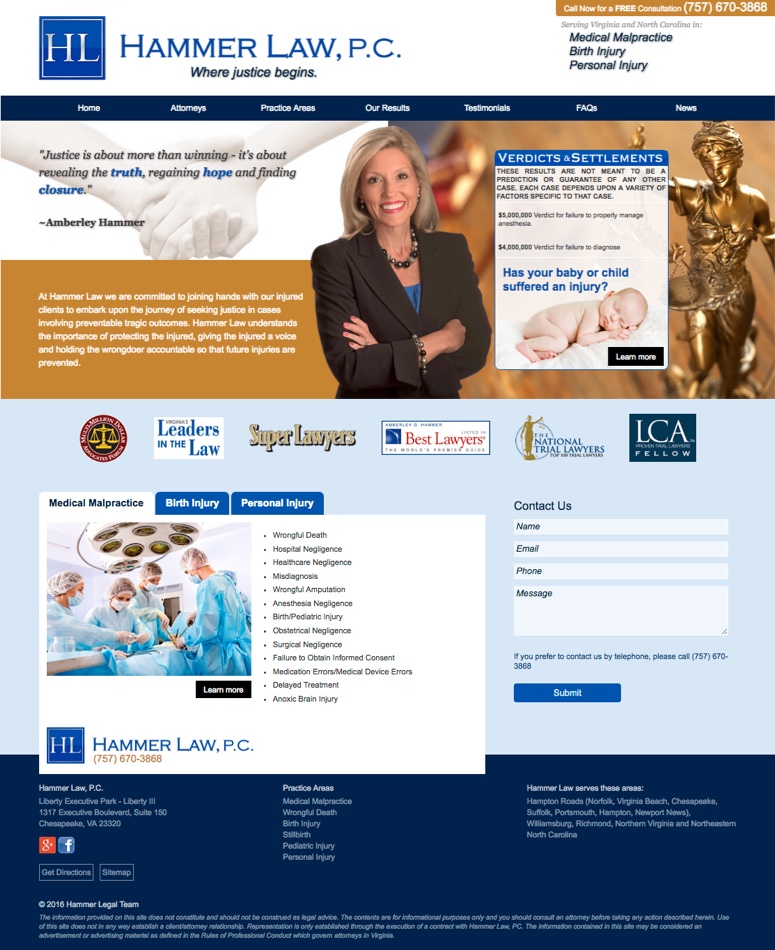 Call Now for a FREE Consultation (757) 670-3868
HL
HAMMER LAW, P.C.
Where justice begins.
Serving Virginia and North Carolina in:
Medical Malpractice
Birth Injury
Personal Injury
Home Attorneys Practice Areas Our Results Testimonials FAQs News
"Justice is about more than winning - it's about
revealing the truth, regaining hope and finding
closure."
~Amberley Hammer
At Hammer Law we are committed to joining hands with our injured
clients to embark upon the journey of seeking justice in cases
involving preventable tragic outcomes. Hammer Law understands
the importance of protecting the injured, giving the injured a voice
and holding the wrongdoer accountable so that future injuries are
prevented.
VERDICTS & SETTLEMENTS
THESE RESULTS ARE NOT MEANT TO BE A
PREDICTION OR GUARANTEE OF ANY OTHER
CASE. EACH CASE DEPENDS UPON A VARIETY OF
FACTORS SPECIFIC TO THAT CASE.
$5,000,000 Verdict for failure to properly manage
anesthesia.
$4,000,000 Verdict for failure to diagnose
Has your baby or child
suffered an injury?
Learn more
MULTI-MILLION DOLLAR
ADVOCATES FORUM
VIRGINIA'S
Leaders
IN THE
Law
Super Lawyers
AMBERLEY G. HAMMER
LISTED IN
Best Lawyers
THE WORLD'S PREMIER GUIDE
THE
NATIONAL
TRIAL LAWYERS
TOP 100 TRIAL LAWYERS
LCA
PROVEN TRIAL LAWYERS
FELLOW
Medical Malpractice Birth Injury Personal Injury
• Wrongful Death
• Hospital Negligence
• Healthcare Negligence
• Misdiagnosis
• Wrongful Amputation
• Anesthesia Negligence
• Birth/Pediatric Injury
• Obstetrical Negligence
• Surgical Negligence
• Failure to Obtain Informed Consent
• Medication Errors/Medical Device Errors
• Delayed Treatment
• Anoxic Brain Injury
Learn more
HL
HAMMER LAW, P.C.
(757) 670-3868
Contact Us
Name
Email
Phone
Message
If you prefer to contact us by telephone, please call (757) 670-
3868
Submit
Hammer Law, P.C.
Liberty Executive Park - Liberty III
1317 Executive Boulevard, Suite 150
Chesapeake, VA 23320
g+ f
Get Directions Sitemap
Practice Areas
Medical Malpractice
Wrongful Death
Birth Injury
Stillbirth
Pediatric Injury
Personal Injury
Hammer Law serves these areas:
Hampton Roads (Norfolk, Virginia Beach, Chesapeake,
Suffolk, Portsmouth, Hampton, Newport News),
Williamsburg, Richmond, Northern Virginia and Northeastern
North Carolina
© 2016 Hammer Legal Team
The information provided on this site does not constitute and should not be construed as legal advice. The contents are for informational purposes only and you should consult an attorney before taking any action described herein. Use
of this site does not in any way establish a client/attorney relationship. Representation is only established through the execution of a contract with Hammer Law, PC. The information contained in this site may be considered an
advertisement or advertising material as defined in the Rules of Professional Conduct which govern attorneys in Virginia.